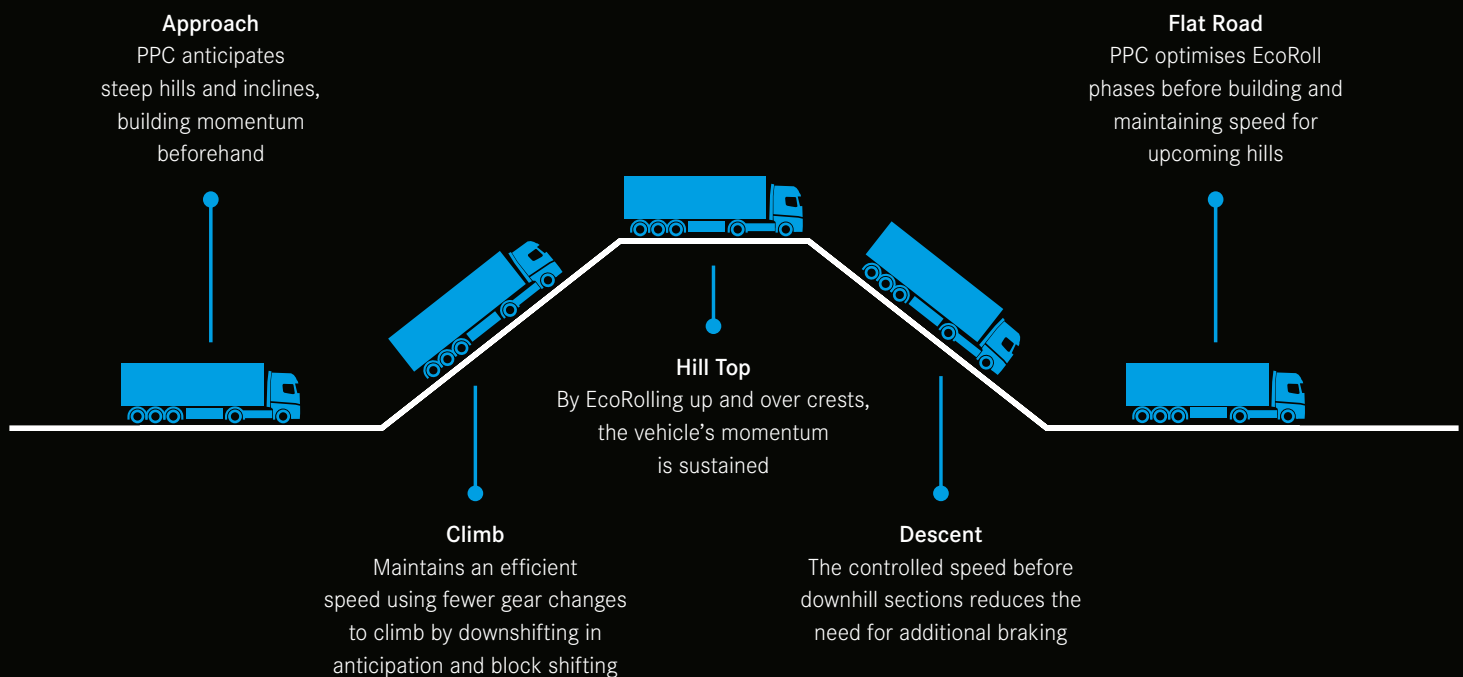 Approach
PPC anticipates
steep hills and inclines,
building momentum
beforehand
Climb
Maintains an efficient
speed using fewer gear changes
to climb by downshifting in
anticipation and block shifting
Hill Top
By EcoRolling up and over crests,
the vehicle’s momentum
is sustained
Descent
The controlled speed before
downhill sections reduces the
need for additional braking
Flat Road
PPC optimises EcoRoll
phases before building and
maintaining speed for
upcoming hills